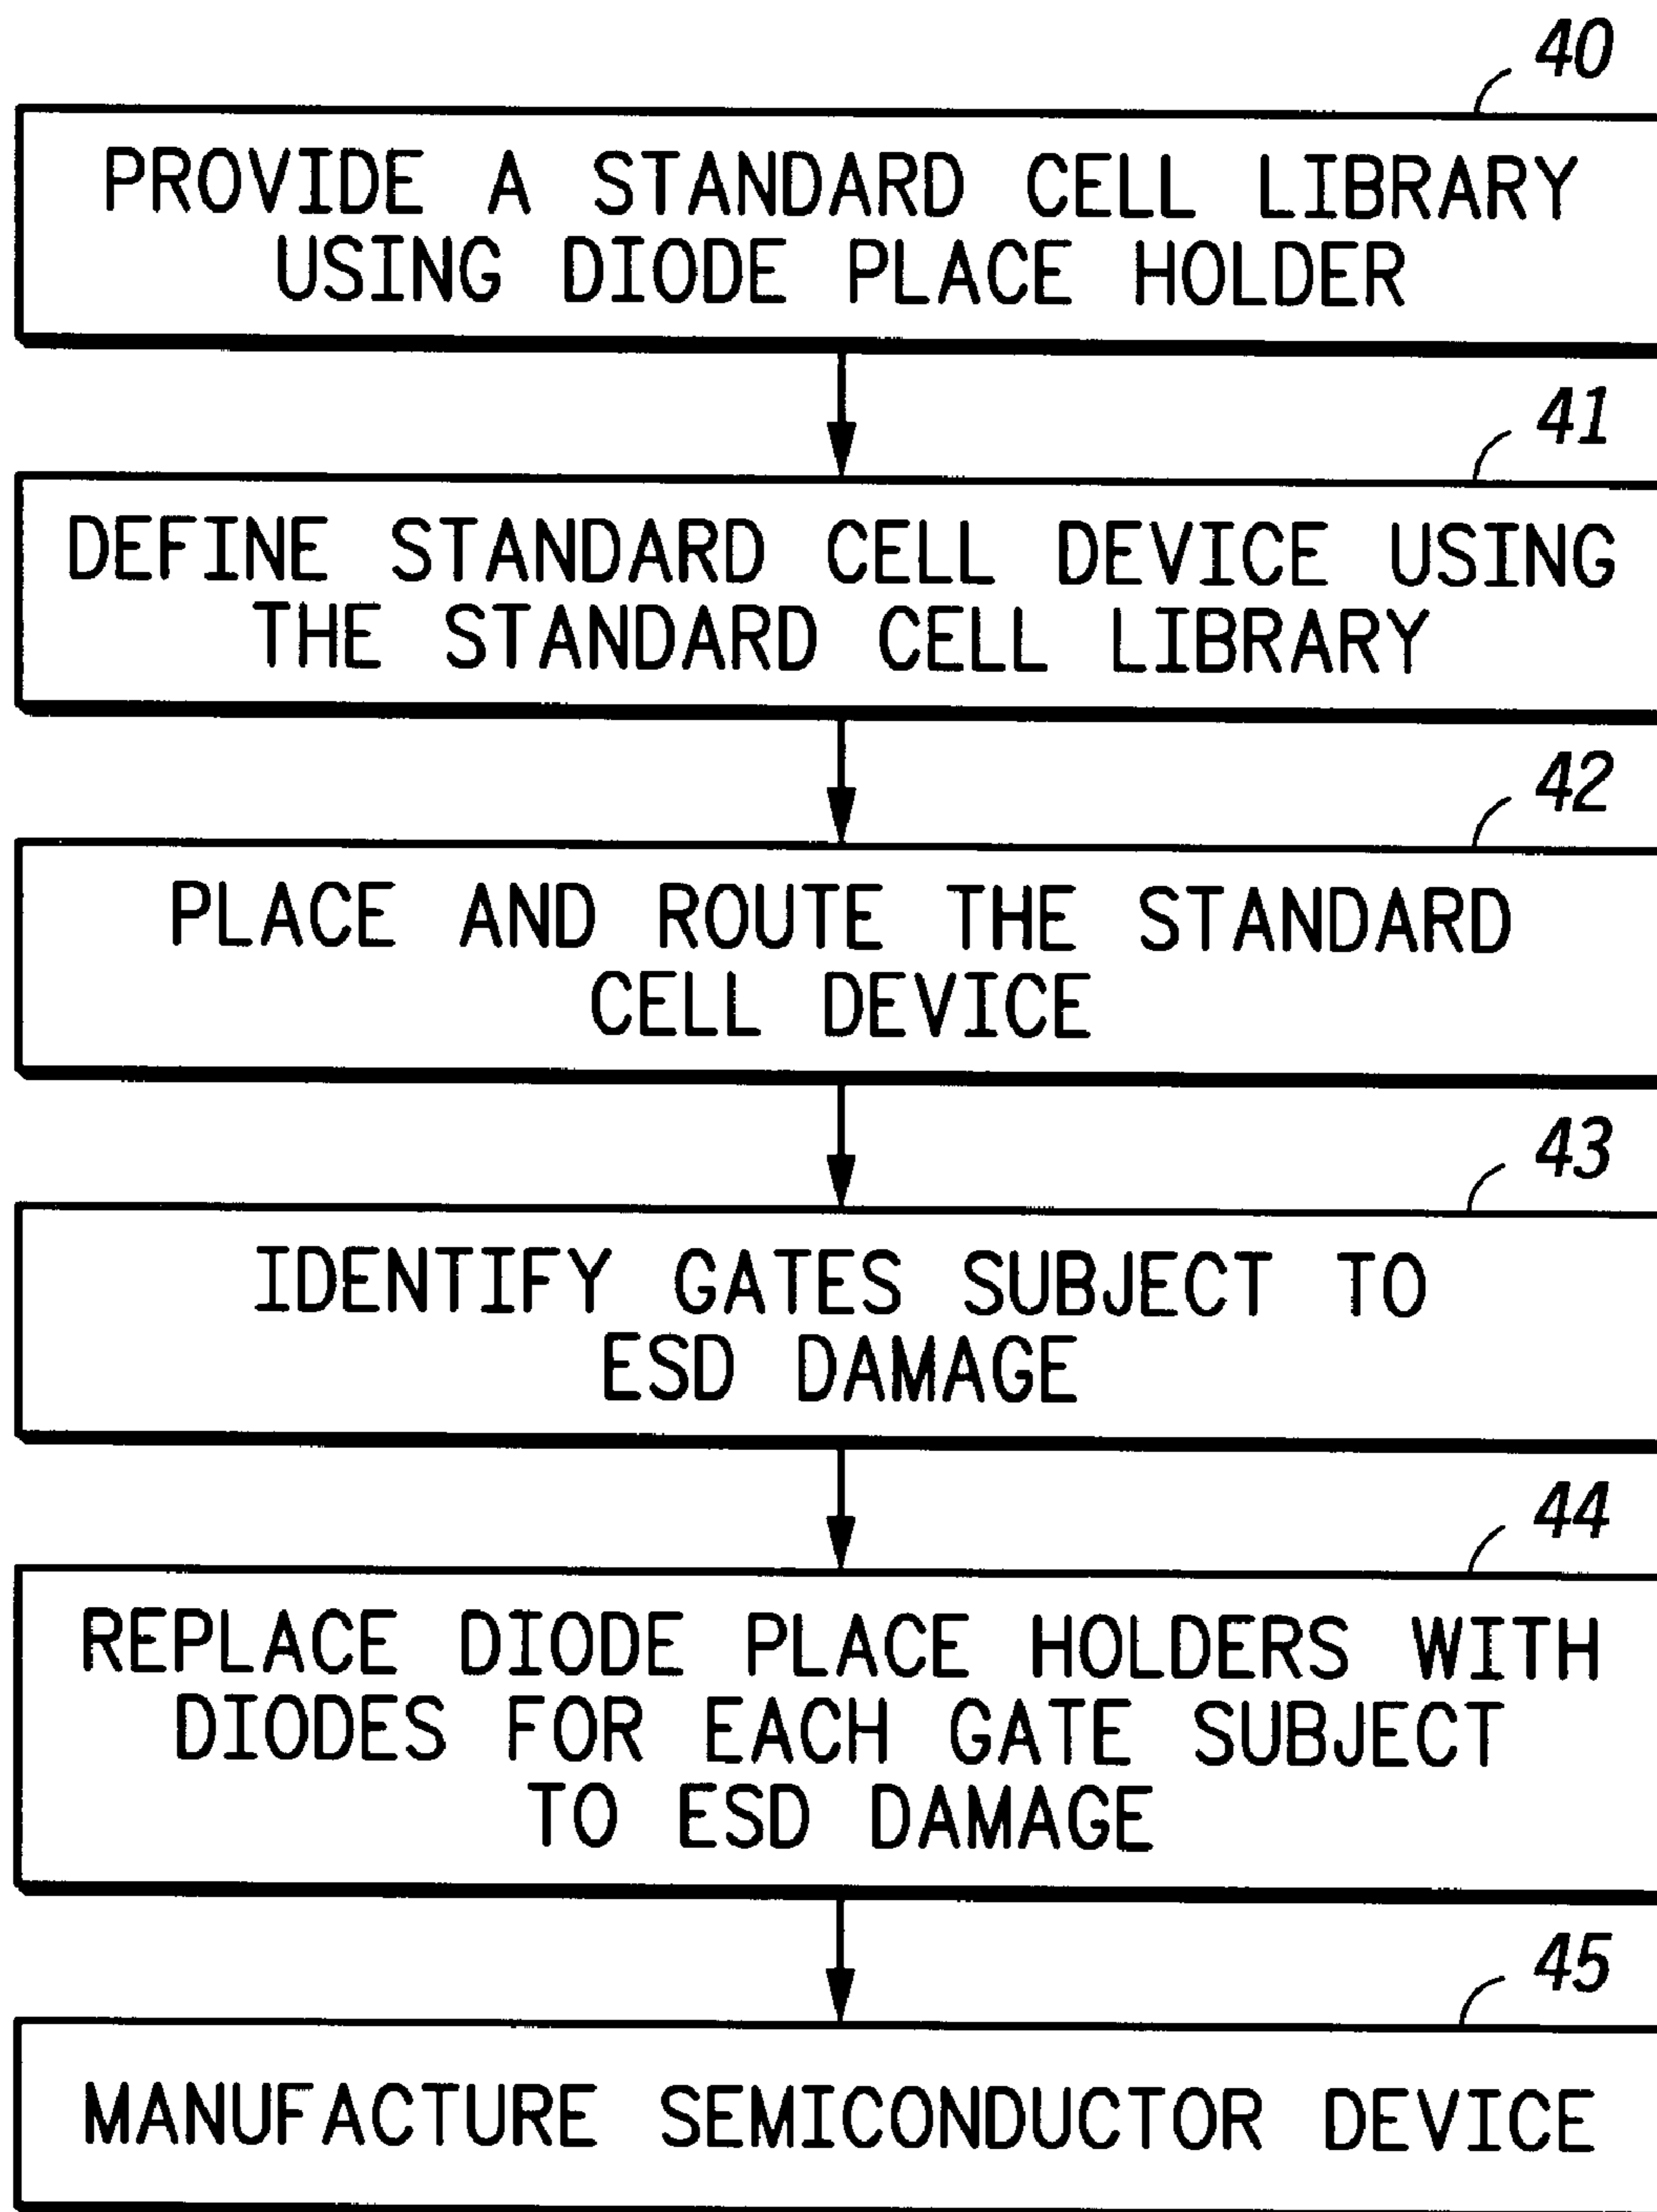 40
PROVIDE A STANDARD CELL LIBRARY
USING DIODE PLACE HOLDER
41
DEFINE STANDARD CELL DEVICE USING
THE STANDARD CELL LIBRARY
42
PLACE AND ROUTE THE STANDARD
CELL DEVICE
43
IDENTIFY GATES SUBJECT TO
ESD DAMAGE
44
REPLACE DIODE PLACE HOLDERS WITH
DIODES FOR EACH GATE SUBJECT
TO ESD DAMAGE
45
MANUFACTURE SEMICONDUCTOR DEVICE